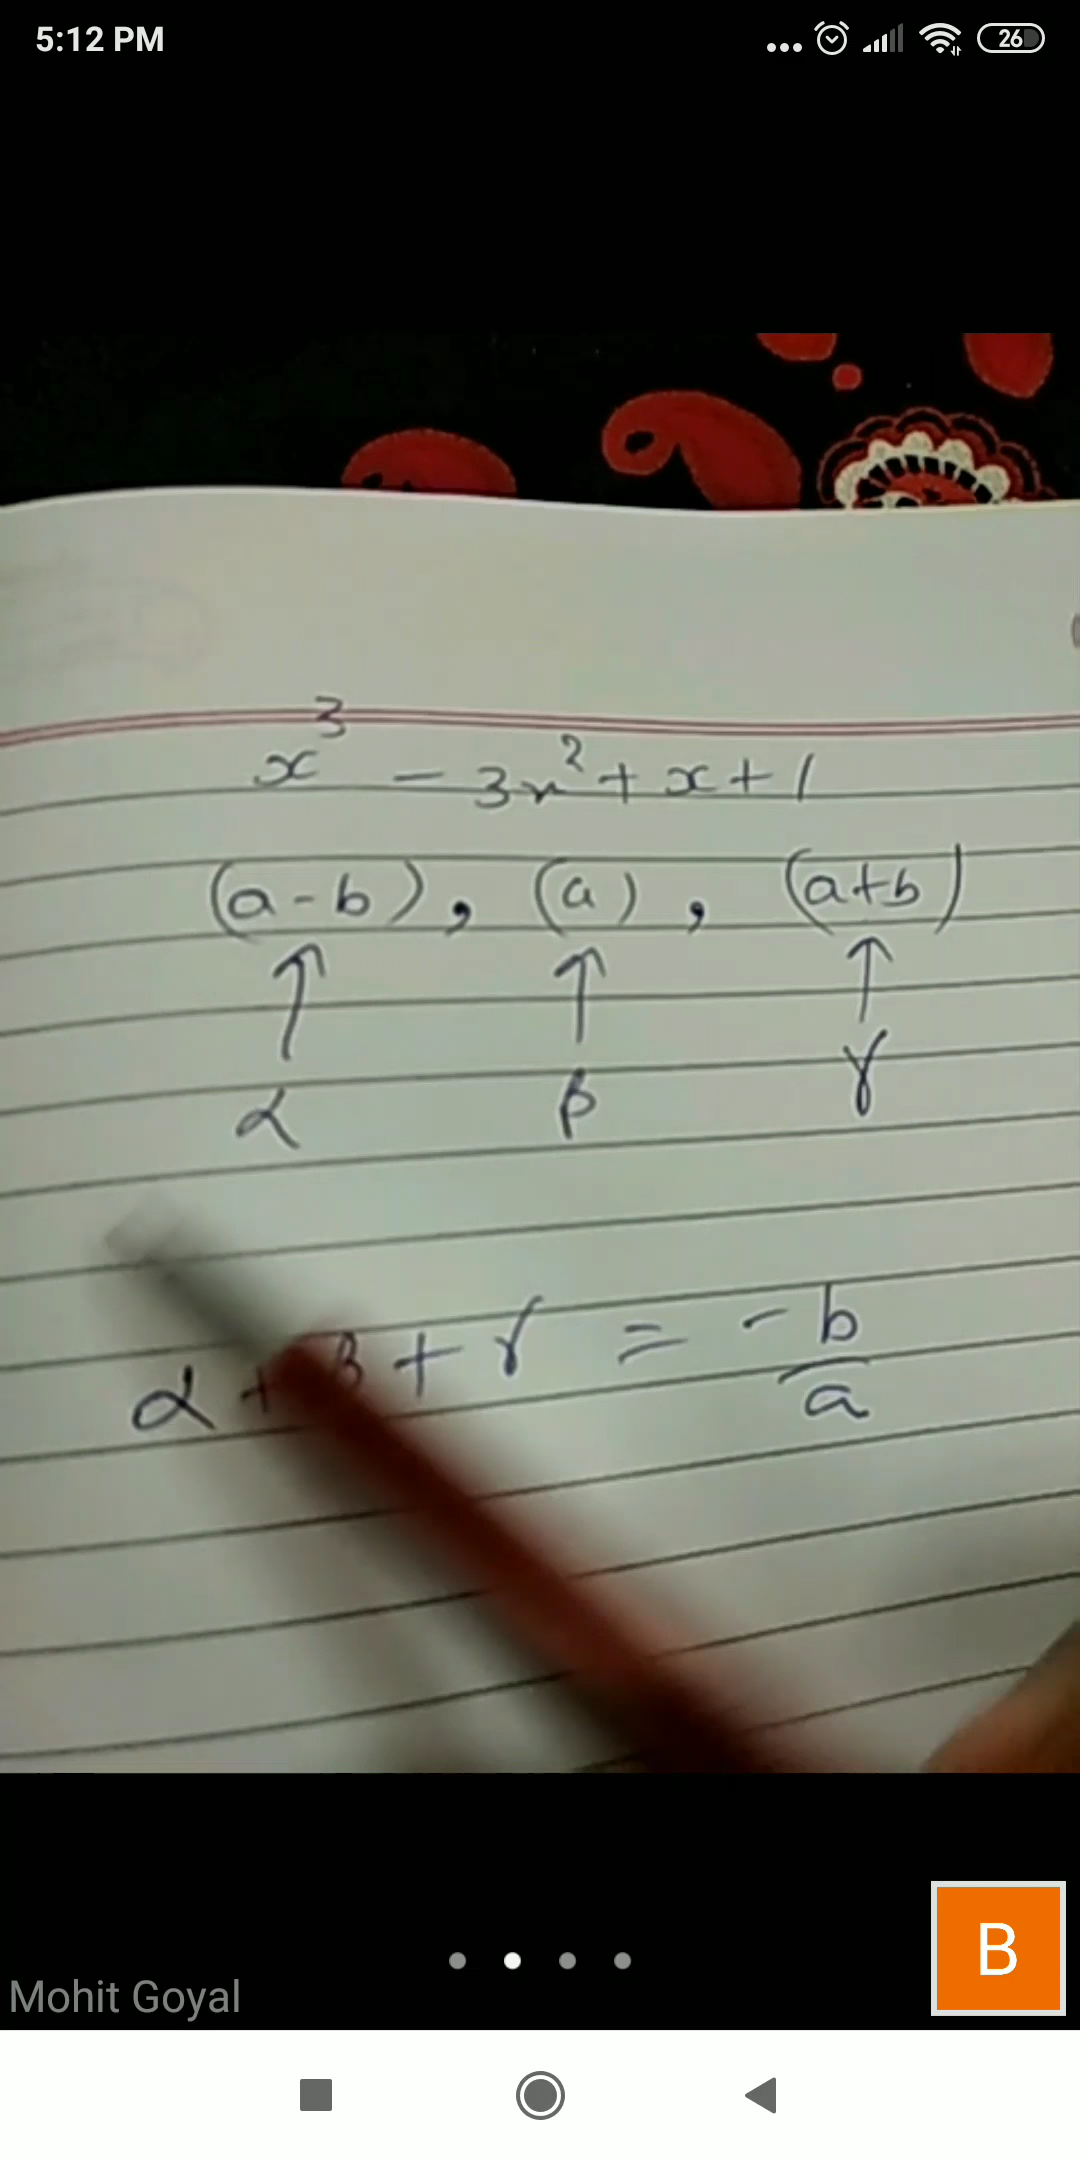 5:12 PM
26
x³ - 3x² + x + 1
(a-b), (a), (a+b)
↑ ↑ ↑
α β γ
α + β + γ = -b/a
Mohit Goyal
B